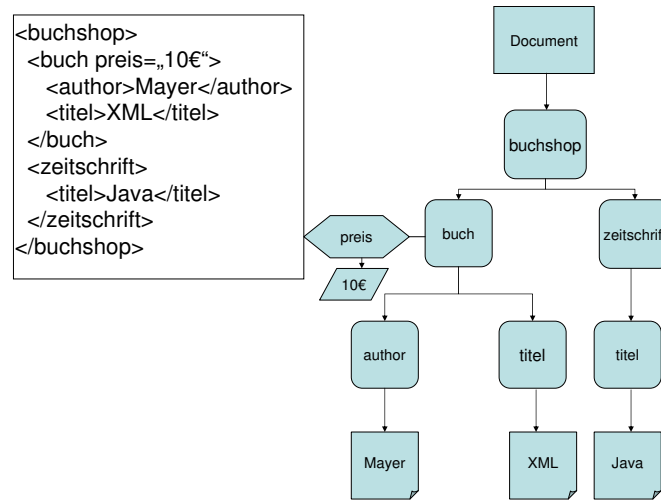 <buchshop>
<buch preis=„10€“>
<author>Mayer</author>
<titel>XML</titel>
</buch>
<zeitschrift>
<titel>Java</titel>
</zeitschrift>
</buchshop>
Document
buchshop
preis
buch
zeitschrift
10€
author
titel
titel
Mayer
XML
Java